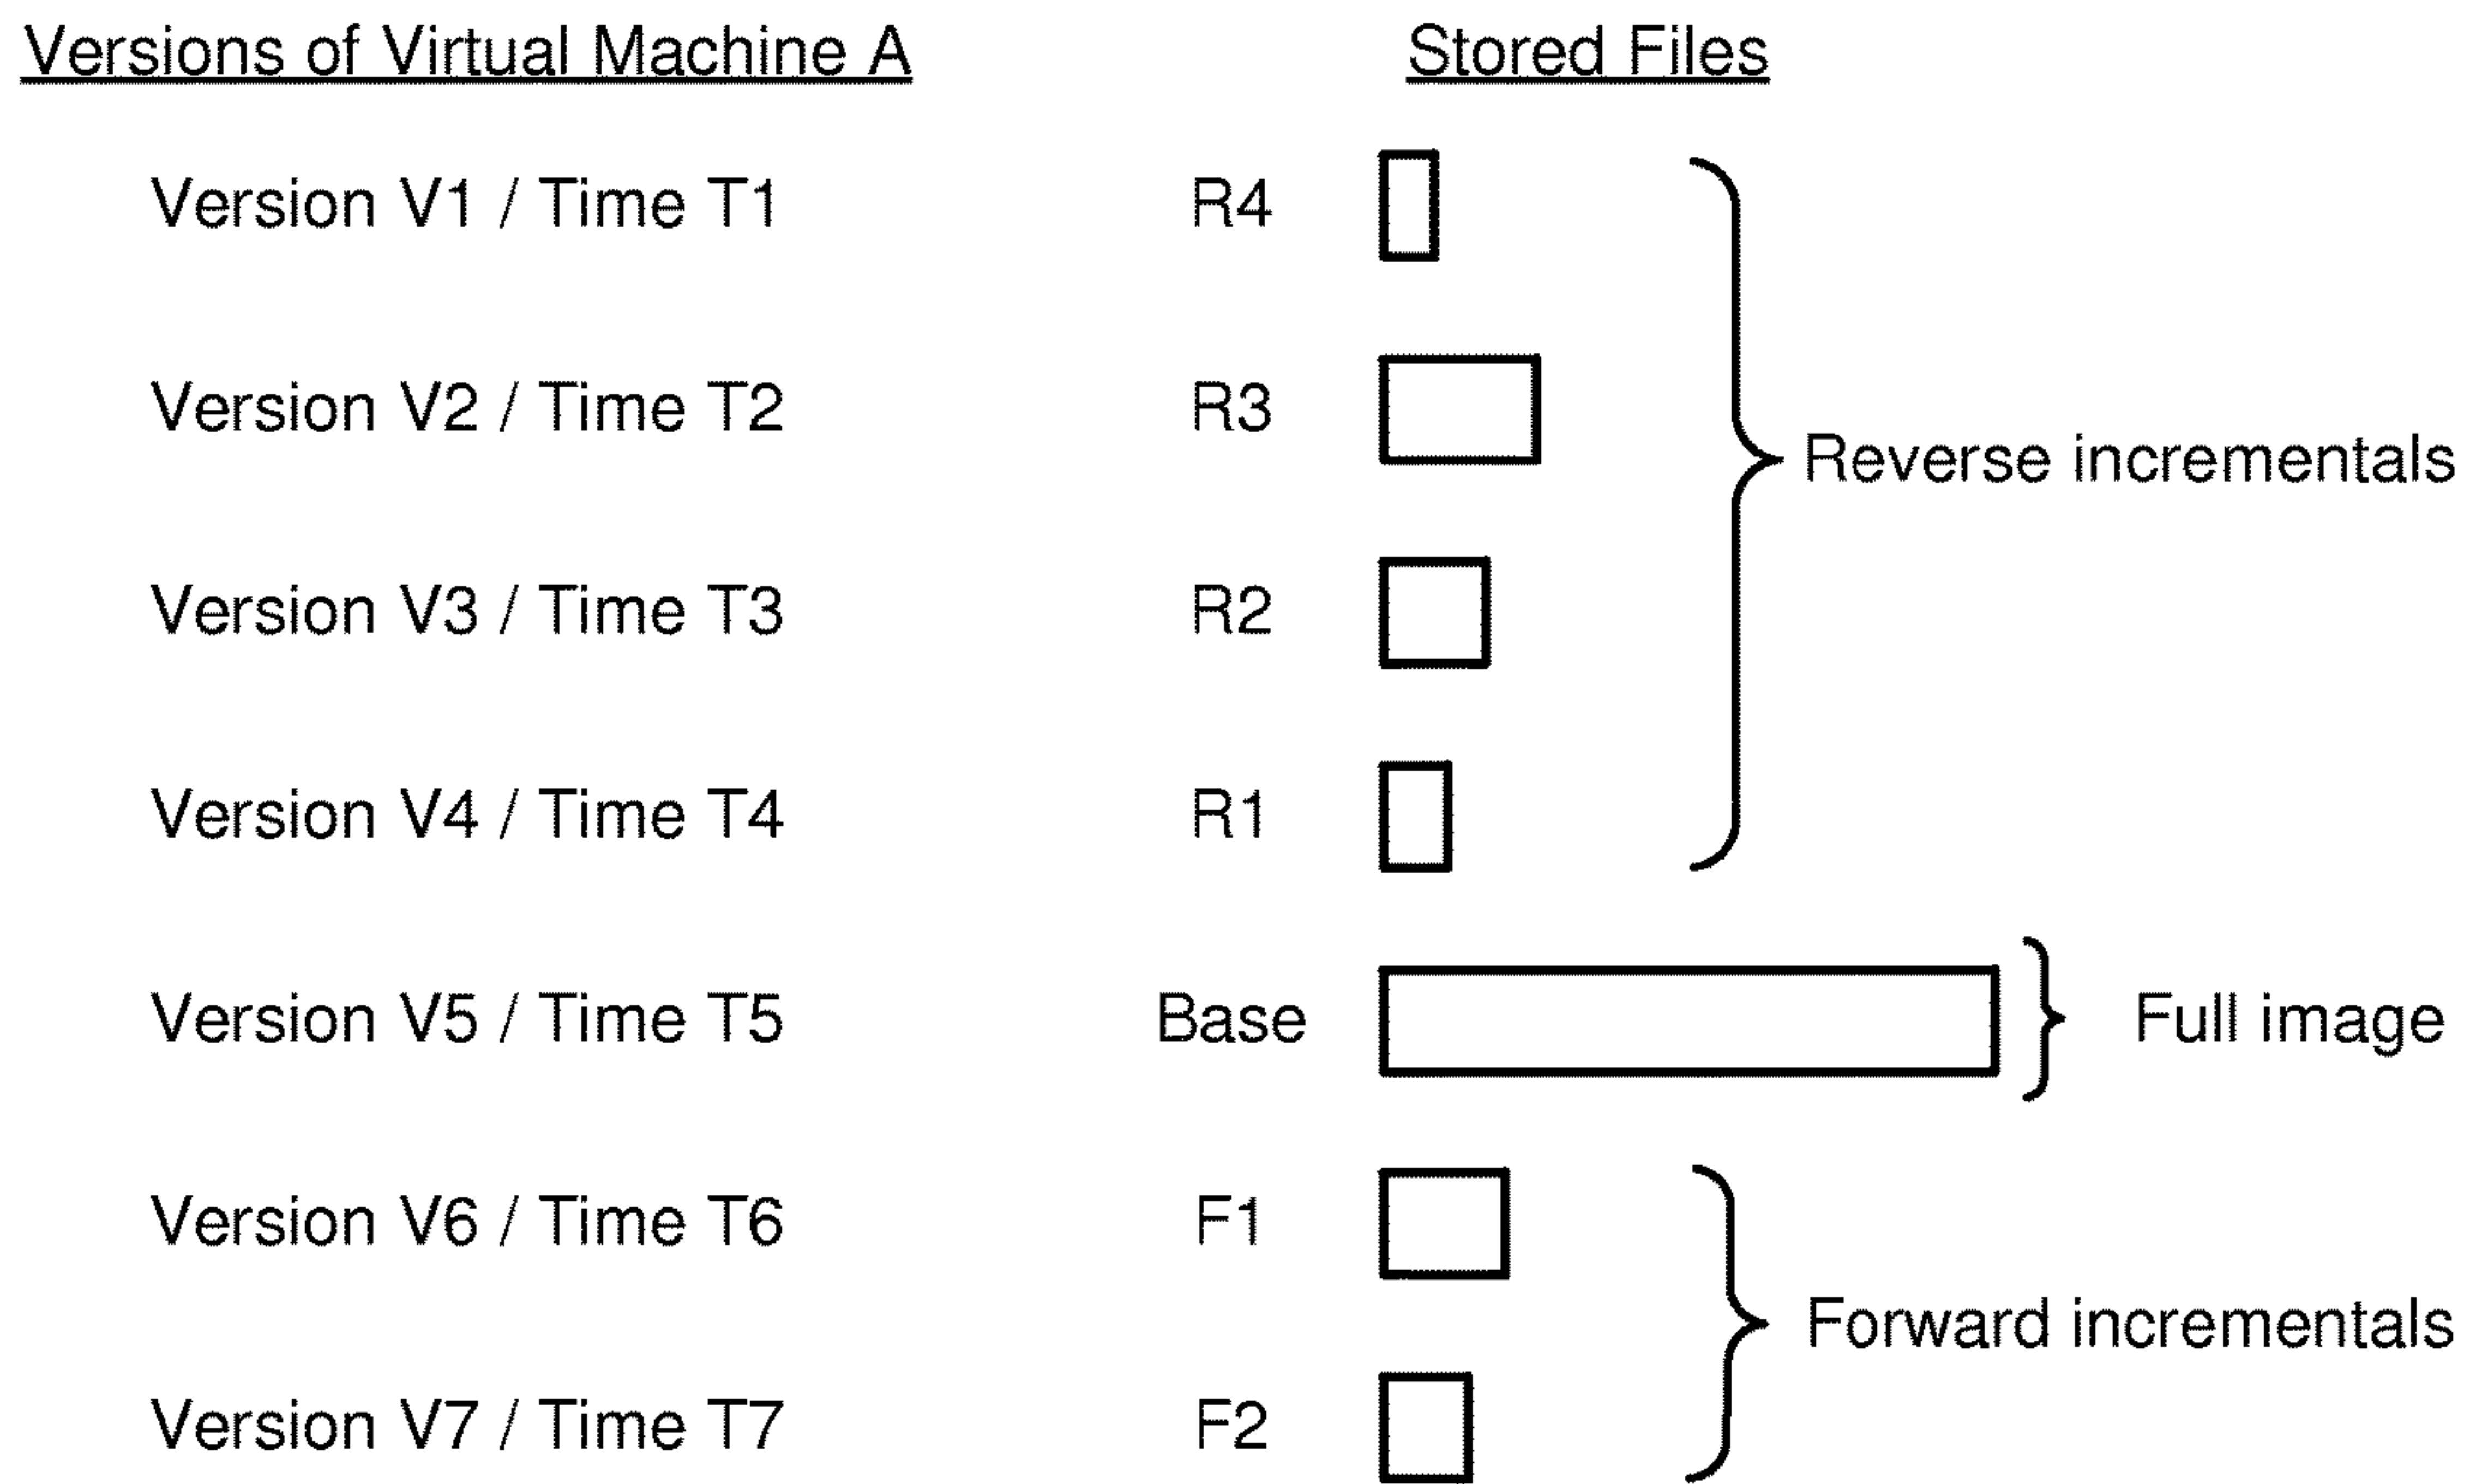 Versions of Virtual Machine A Stored Files
Version V1 / Time T1 R4
Version V2 / Time T2 R3
Reverse incrementals
Version V3 / Time T3 R2
Version V4 / Time T4 R1
Version V5 / Time T5 Base Full image
Version V6 / Time T6 F1
Forward incrementals
Version V7 / Time T7 F2